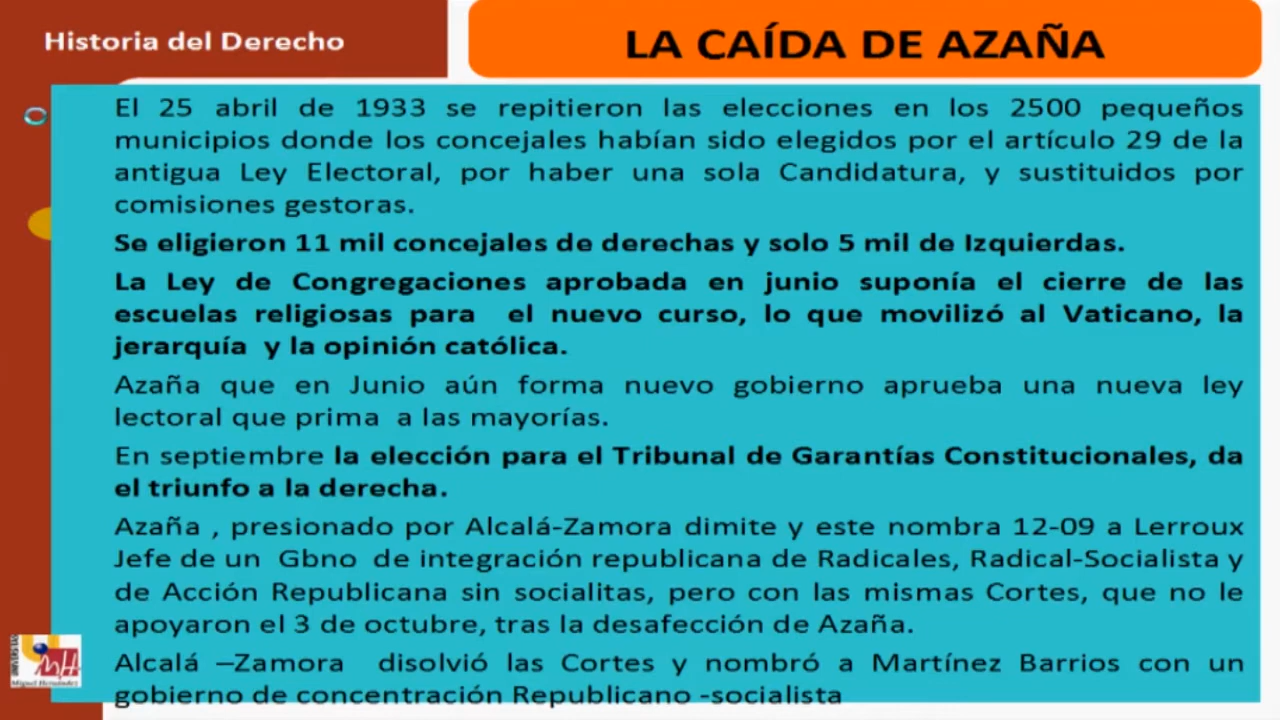 Historia del Derecho
LA CAÍDA DE AZAÑA
El 25 abril de 1933 se repitieron las elecciones en los 2500 pequeños
municipios donde los concejales habían sido elegidos por el artículo 29 de la
antigua Ley Electoral, por haber una sola Candidatura, y sustituidos por
comisiones gestoras.
Se eligieron 11 mil concejales de derechas y solo 5 mil de Izquierdas.
La Ley de Congregaciones aprobada en junio suponía el cierre de las
escuelas religiosas para el nuevo curso, lo que movilizó al Vaticano, la
jerarquía y la opinión católica.
Azaña que en Junio aún forma nuevo gobierno aprueba una nueva ley
lectoral que prima a las mayorías.
En septiembre la elección para el Tribunal de Garantías Constitucionales, da
el triunfo a la derecha.
Azaña , presionado por Alcalá-Zamora dimite y este nombra 12-09 a Lerroux
Jefe de un Gbno de integración republicana de Radicales, Radical-Socialista y
de Acción Republicana sin socialitas, pero con las mismas Cortes, que no le
apoyaron el 3 de octubre, tras la desafección de Azaña.
Alcalá –Zamora disolvió las Cortes y nombró a Martínez Barrios con un
gobierno de concentración Republicano -socialista
MH
Miguel Hernández